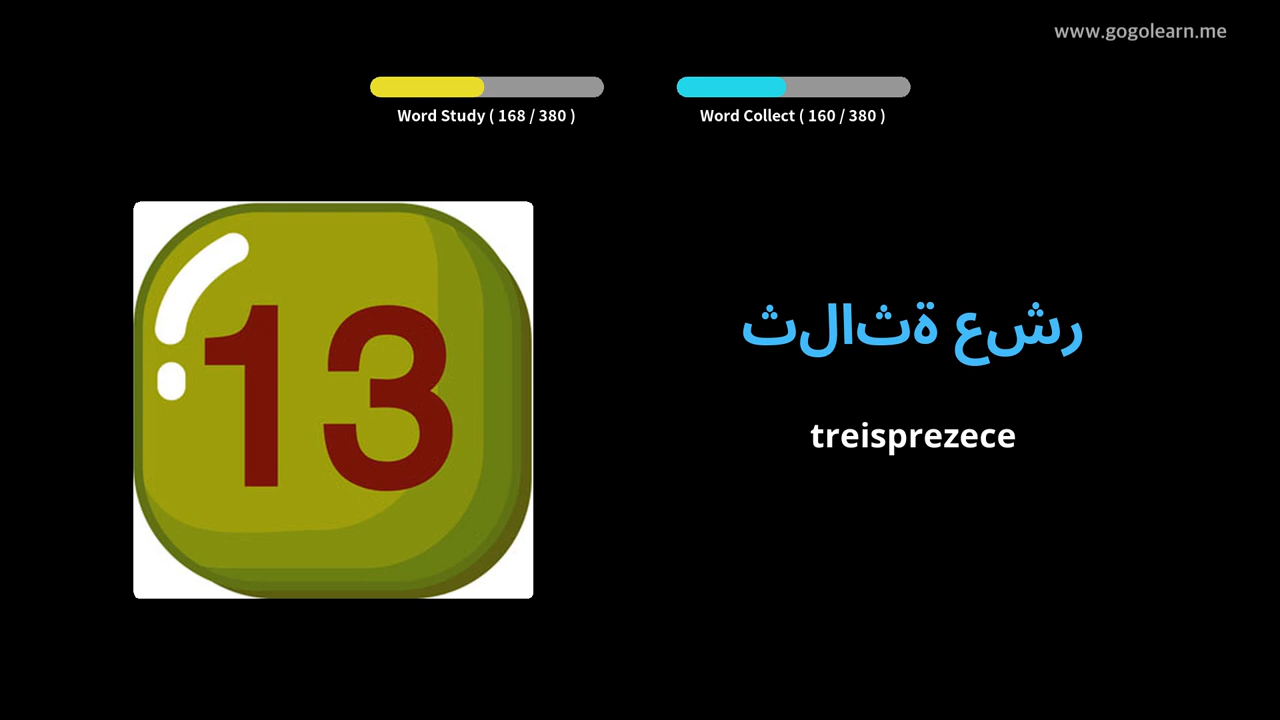 www.gogolearn.me
Word Study ( 168 / 380 )
Word Collect ( 160 / 380 )
13
رشع ةثالث
treisprezece